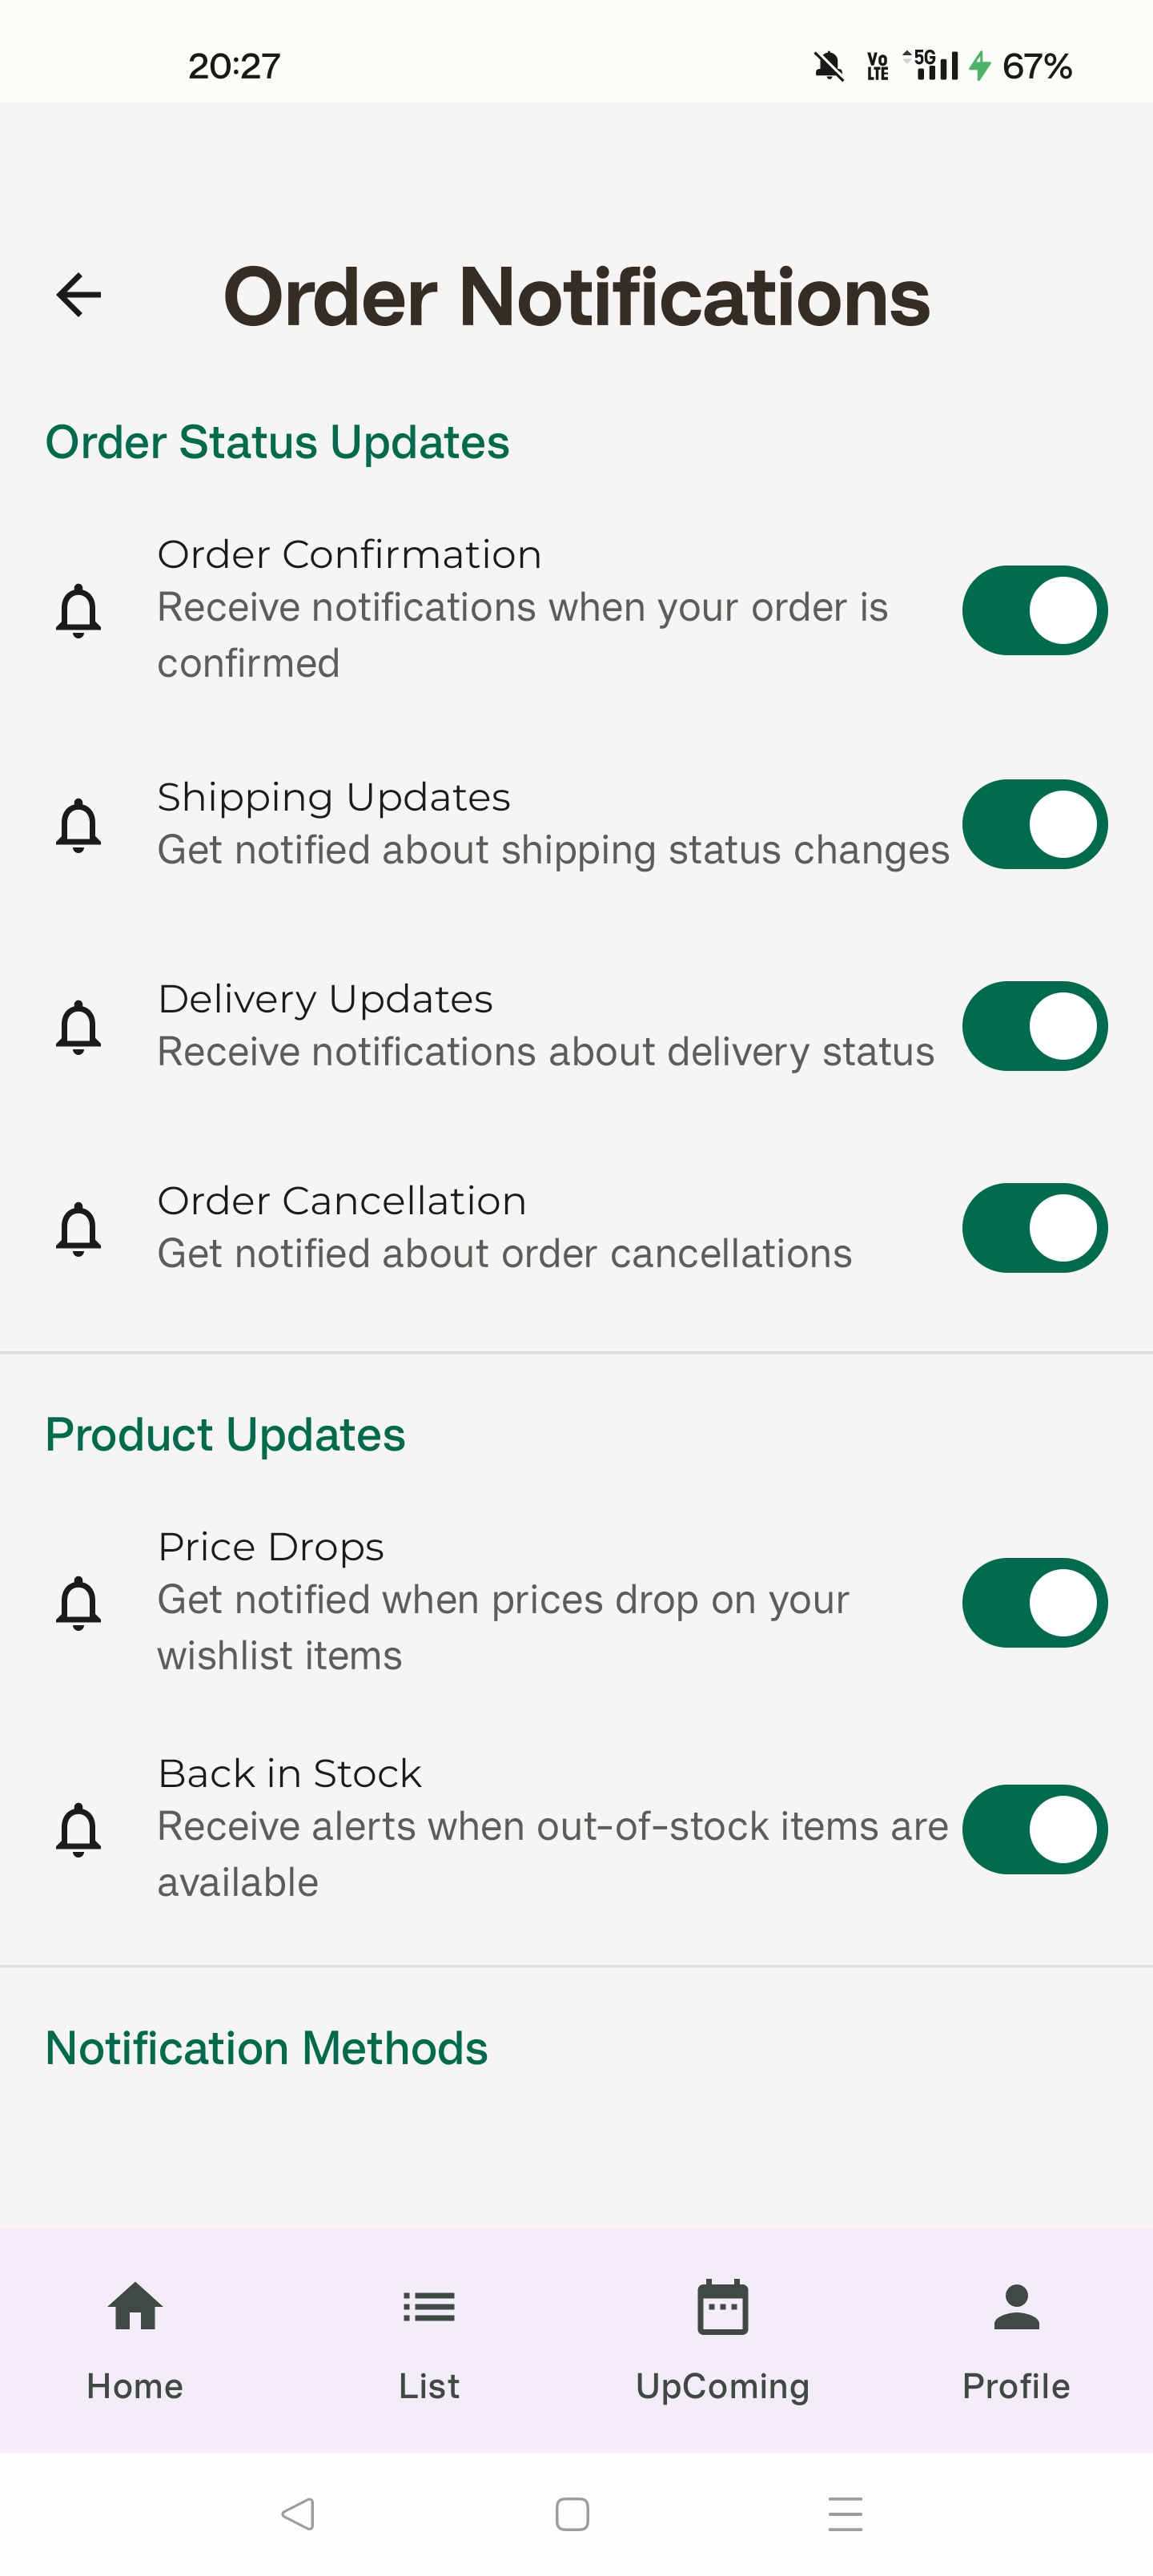 20:27
Vo LTE 5G 67%
Order Notifications
Order Status Updates
Order Confirmation
Receive notifications when your order is
confirmed
Shipping Updates
Get notified about shipping status changes
Delivery Updates
Receive notifications about delivery status
Order Cancellation
Get notified about order cancellations
Product Updates
Price Drops
Get notified when prices drop on your
wishlist items
Back in Stock
Receive alerts when out-of-stock items are
available
Notification Methods
Home List UpComing Profile